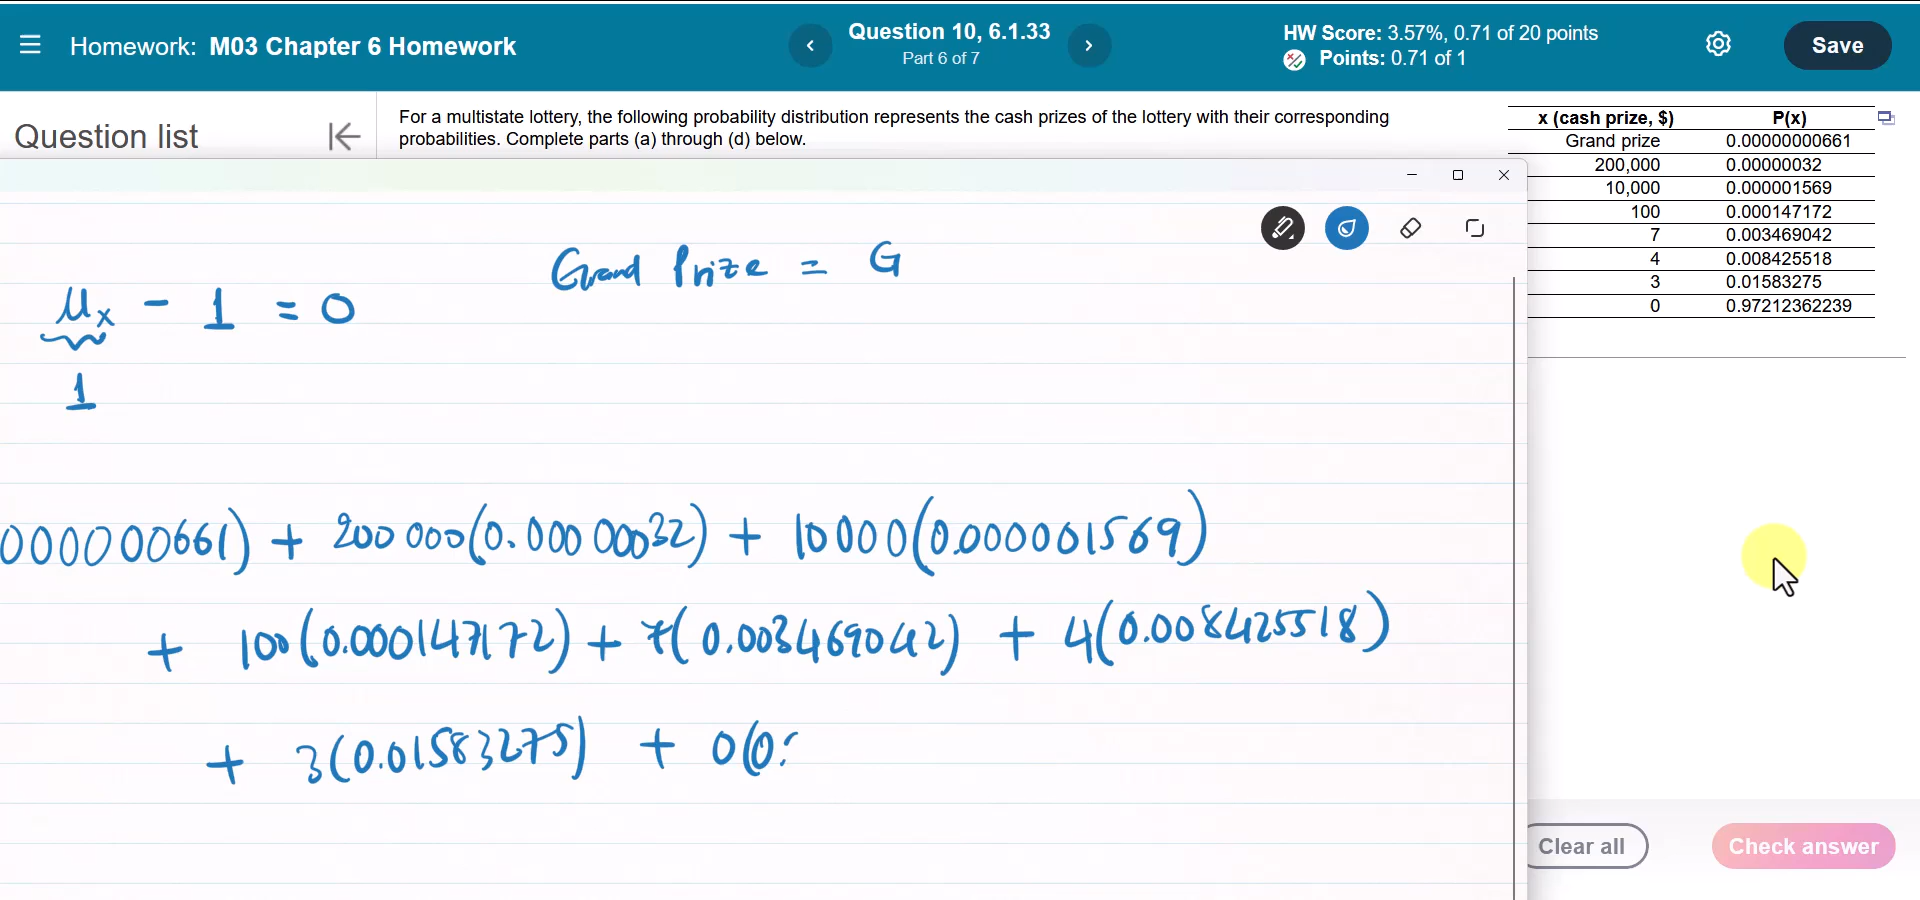 Homework: M03 Chapter 6 Homework
Question 10, 6.1.33
Part 6 of 7
HW Score: 3.57%, 0.71 of 20 points
Points: 0.71 of 1
Save
Question list
For a multistate lottery, the following probability distribution represents the cash prizes of the lottery with their corresponding
probabilities. Complete parts (a) through (d) below.
x (cash prize, $) P(x)
Grand prize 0.00000000661
200,000 0.00000032
10,000 0.000001569
100 0.000147172
7 0.003469042
4 0.008425518
3 0.01583275
0 0.97212362239
Grand Prize = G
μx - 1 = 0
1
000000661) + 200 000(0.00000032) + 10000(0.000001569)
+ 100(0.000147172) + 7(0.003469042) + 4(0.008425518)
+ 3(0.01583275) + 0(0.
Clear all
Check answer